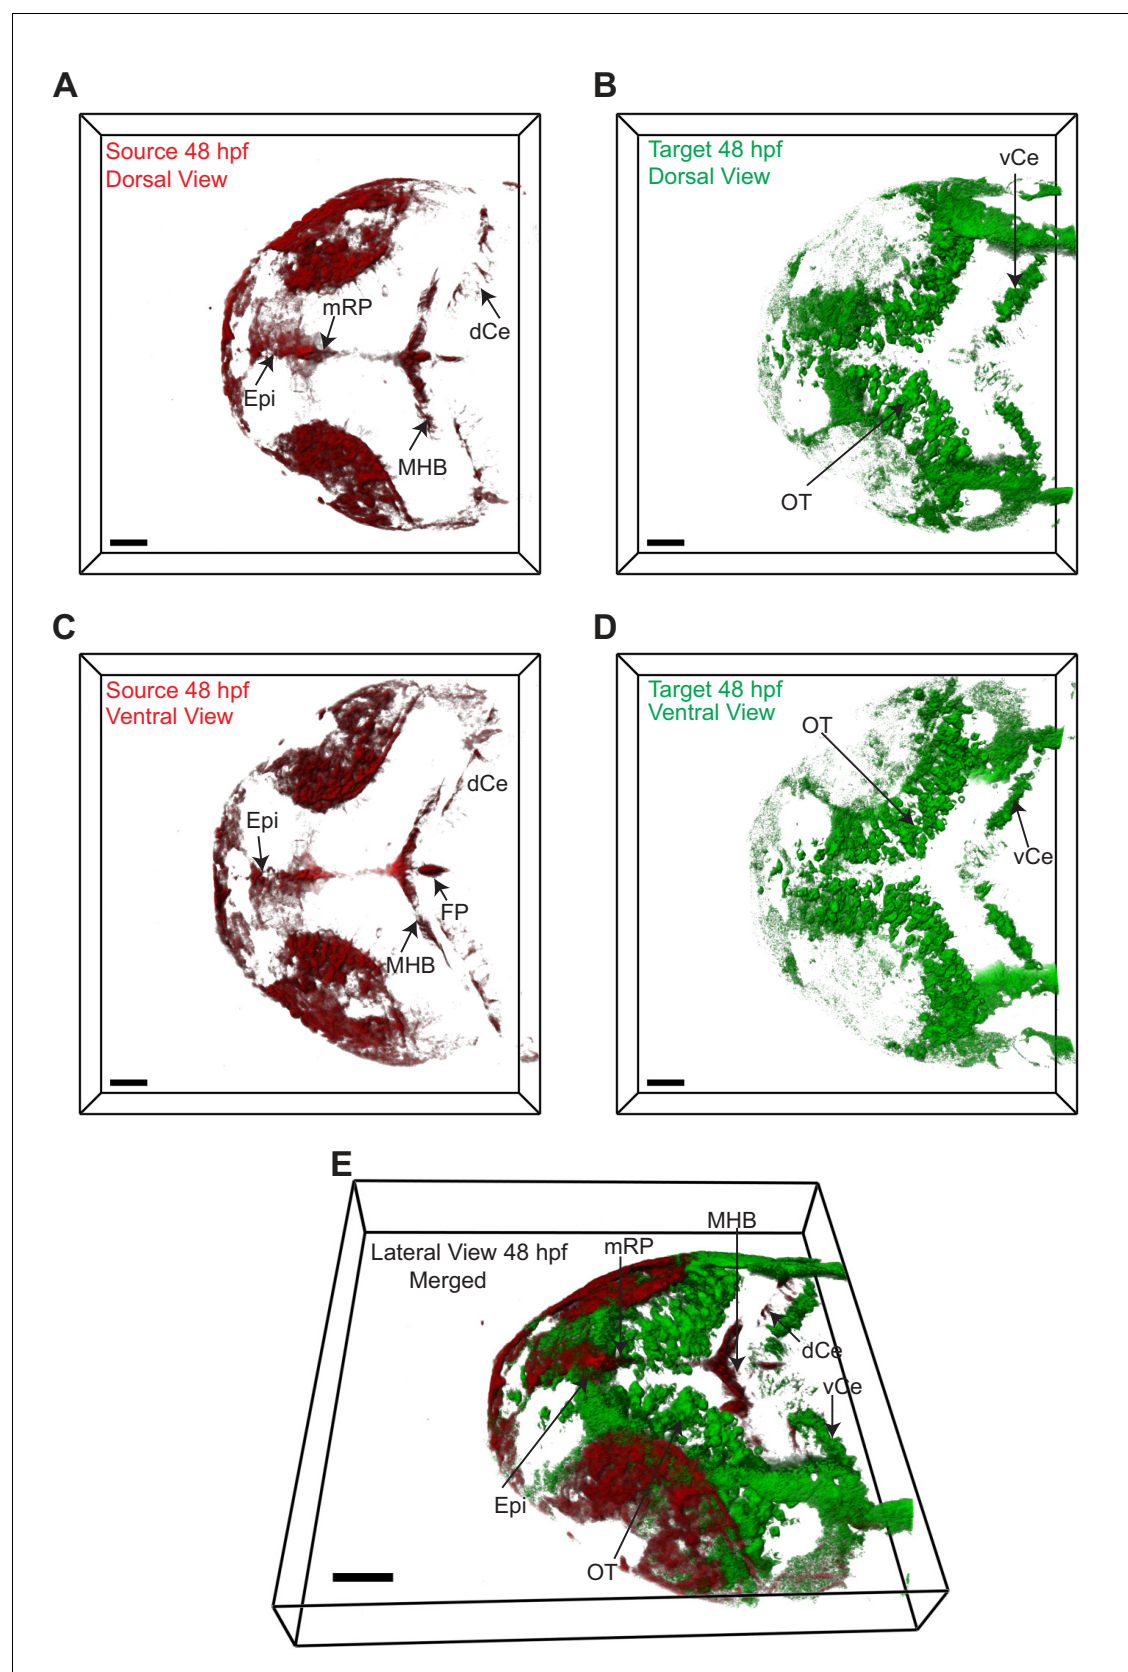 A
Source 48 hpf
Dorsal View
mRP
dCe
Epi
MHB
B
Target 48 hpf
Dorsal View
vCe
OT
C
Source 48 hpf
Ventral View
dCe
Epi
FP
MHB
D
Target 48 hpf
Ventral View
OT
vCe
E
MHB
Lateral View 48 hpf
Merged
mRP
dCe
vCe
Epi
OT